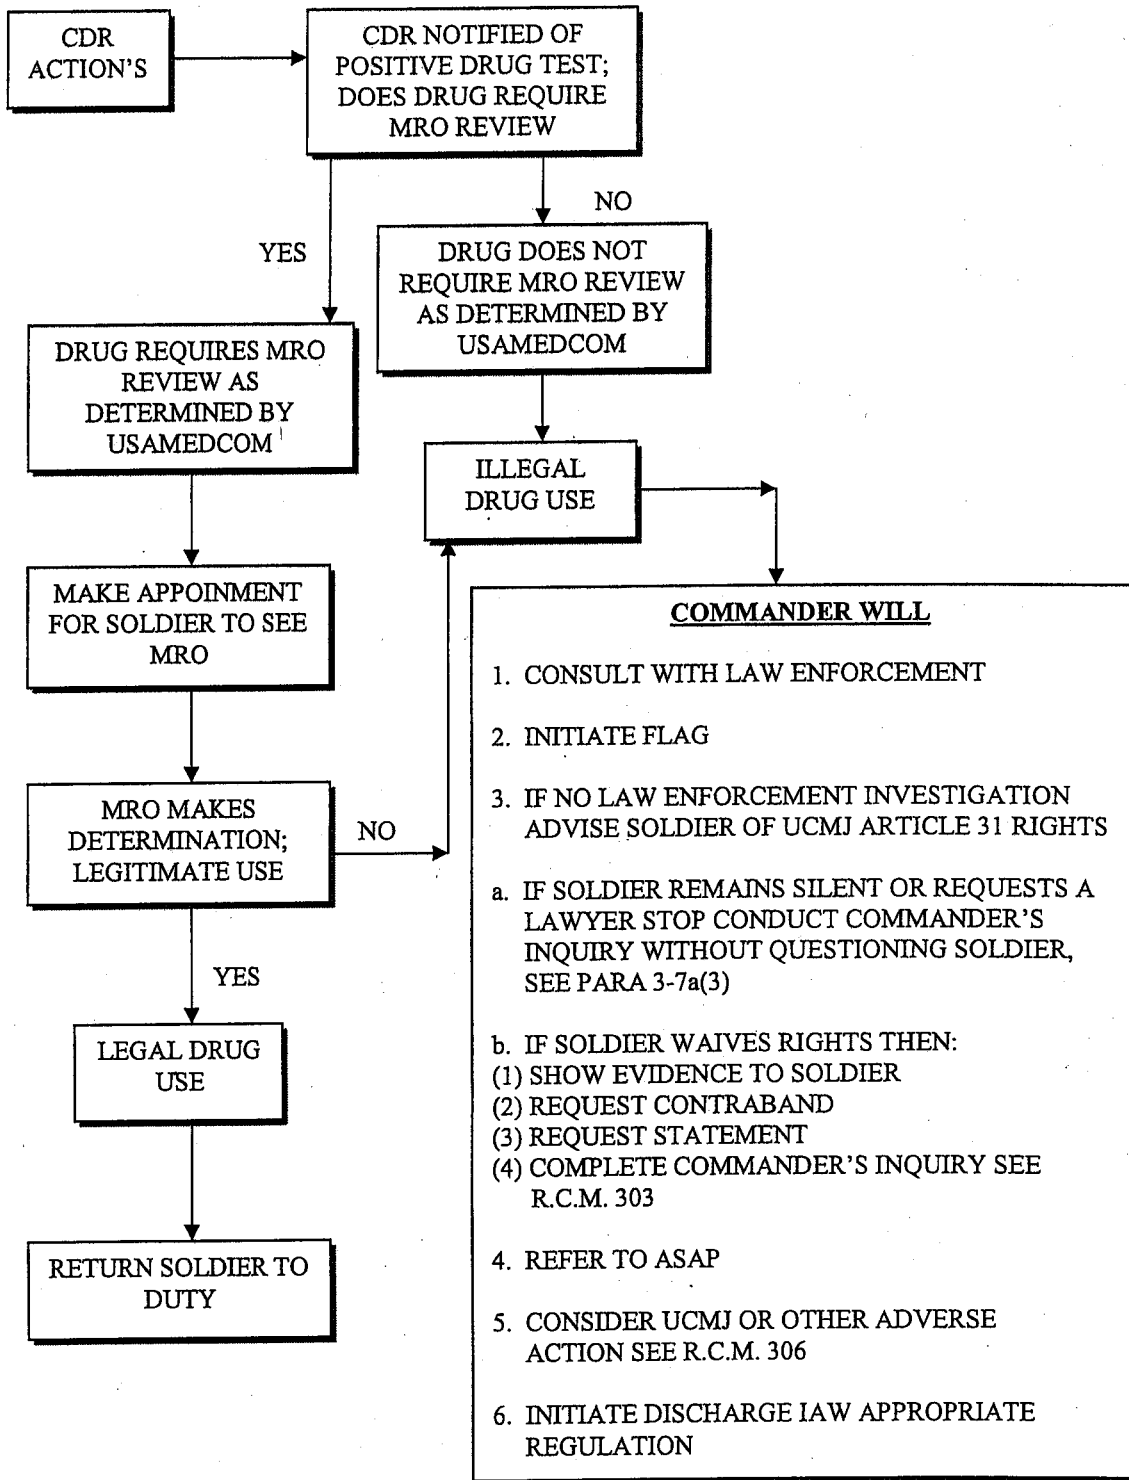 CDR
ACTION'S
CDR NOTIFIED OF
POSITIVE DRUG TEST;
DOES DRUG REQUIRE
MRO REVIEW
YES
NO
DRUG DOES NOT
REQUIRE MRO REVIEW
AS DETERMINED BY
USAMEDCOM
DRUG REQUIRES MRO
REVIEW AS
DETERMINED BY
USAMEDCOM
ILLEGAL
DRUG USE
MAKE APPOINMENT
FOR SOLDIER TO SEE
MRO
MRO MAKES
DETERMINATION;
LEGITIMATE USE
NO
YES
LEGAL DRUG
USE
RETURN SOLDIER TO
DUTY
COMMANDER WILL
1. CONSULT WITH LAW ENFORCEMENT
2. INITIATE FLAG
3. IF NO LAW ENFORCEMENT INVESTIGATION
ADVISE SOLDIER OF UCMJ ARTICLE 31 RIGHTS
a. IF SOLDIER REMAINS SILENT OR REQUESTS A
LAWYER STOP CONDUCT COMMANDER'S
INQUIRY WITHOUT QUESTIONING SOLDIER,
SEE PARA 3-7a(3)
b. IF SOLDIER WAIVES RIGHTS THEN:
(1) SHOW EVIDENCE TO SOLDIER
(2) REQUEST CONTRABAND
(3) REQUEST STATEMENT
(4) COMPLETE COMMANDER'S INQUIRY SEE
R.C.M. 303
4. REFER TO ASAP
5. CONSIDER UCMJ OR OTHER ADVERSE
ACTION SEE R.C.M. 306
6. INITIATE DISCHARGE IAW APPROPRIATE
REGULATION